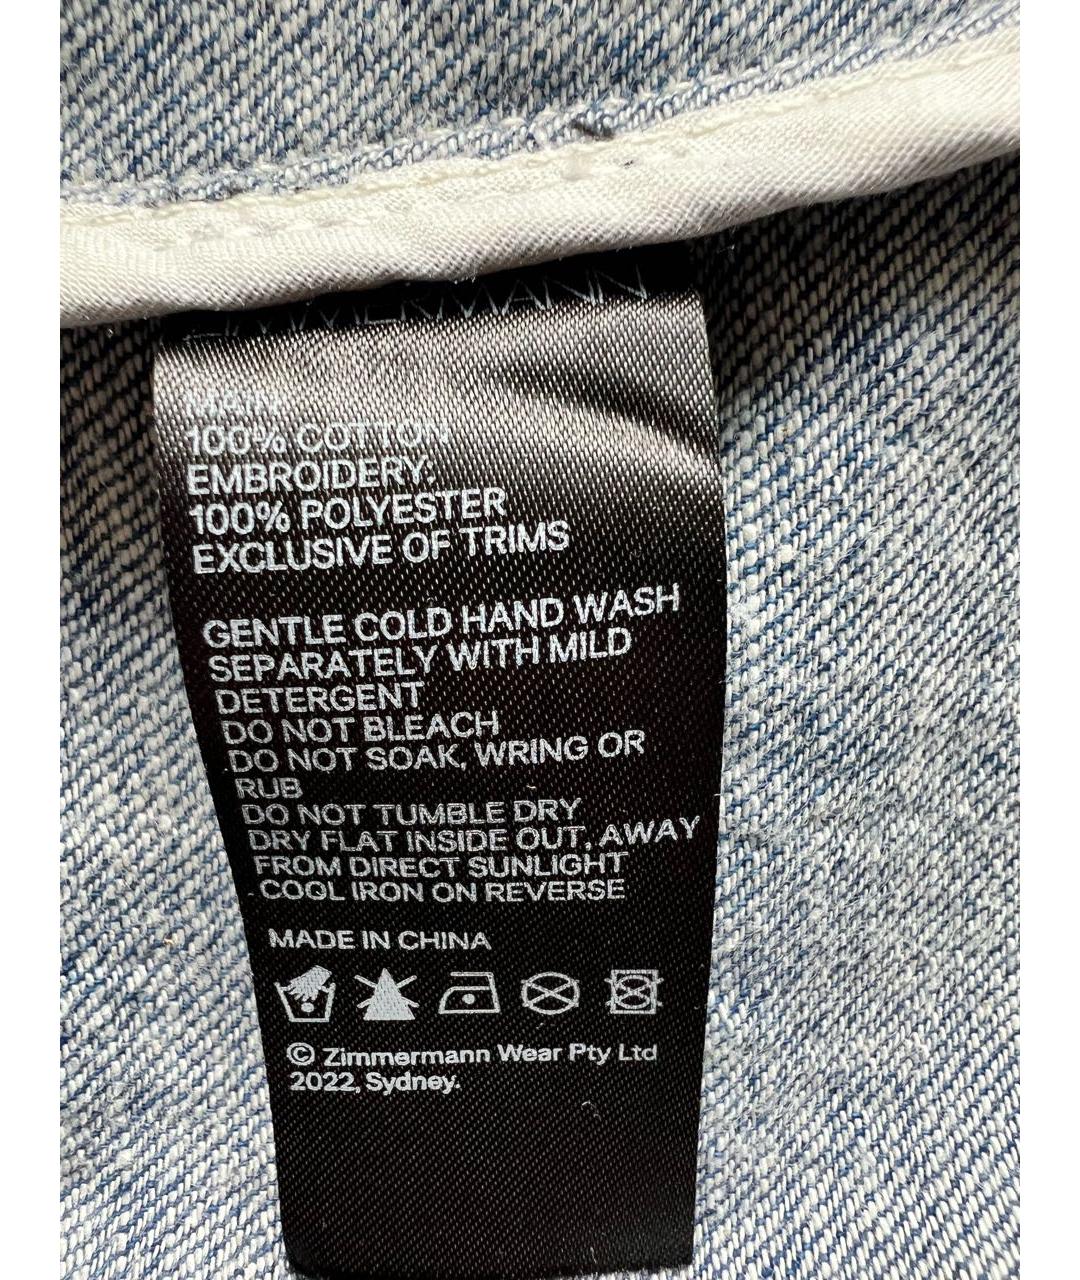 ZIMMERMANN
MAIN:
100% COTTON
EMBROIDERY:
100% POLYESTER
EXCLUSIVE OF TRIMS
GENTLE COLD HAND WASH
SEPARATELY WITH MILD
DETERGENT
DO NOT BLEACH
DO NOT SOAK, WRING OR
RUB
DO NOT TUMBLE DRY
DRY FLAT INSIDE OUT, AWAY
FROM DIRECT SUNLIGHT
COOL IRON ON REVERSE
MADE IN CHINA
© Zimmermann Wear Pty Ltd
2022, Sydney.